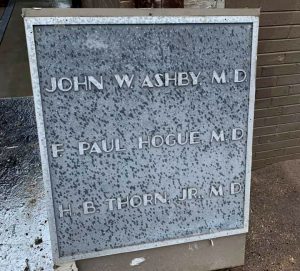 JOHN W. ASHBY, M.D.
F. PAUL HOGUE, M.D.
H. B. THORN, JR., M.D.